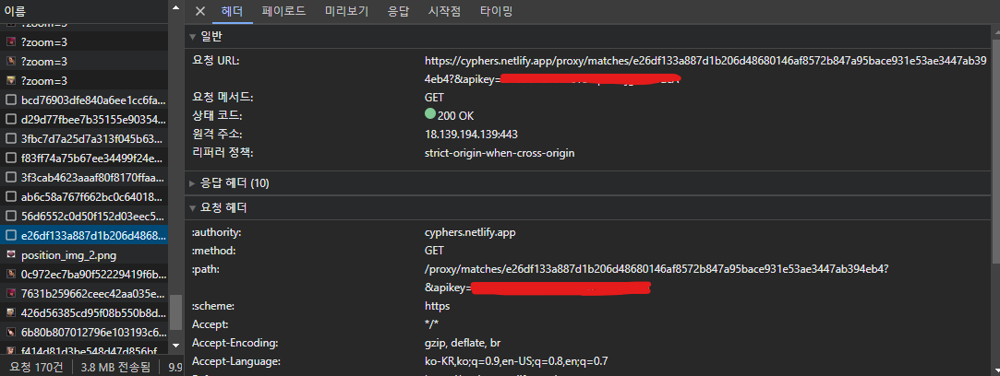 이름
?zoom=3
?zoom=3
?zoom=3
bcd76903dfe840a6ee1cc6fa...
d29d77fbee7b35155e90354...
3fbc7d7a25d7a313f045b63...
f83ff74a75b67ee34499f24e...
3f3cab4623aaaf80f8170ffaa...
ab6c58a767f662bc0c64018...
56d6552c0d50f152d03eec5...
e26df133a887d1b206d4868...
position_img_2.png
0c972ec7ba90f52229419f6b...
7631b259662ceec42aa035e...
426d56385cd95f08b550b8d...
6b80b807012796e103193c6...
f414d81d3be548d47d856bf...
요청 170건 3.8 MB 전송됨 9.9
헤더 페이로드 미리보기 응답 시작점 타이밍
일반
요청 URL: https://cyphers.netlify.app/proxy/matches/e26df133a887d1b206d48680146af8572b847a95bace931e53ae3447ab39
4eb4?&apikey=
요청 메서드: GET
상태 코드: 200 OK
원격 주소: 18.139.194.139:443
리퍼러 정책: strict-origin-when-cross-origin
응답 헤더 (10)
요청 헤더
:authority: cyphers.netlify.app
:method: GET
:path: /proxy/matches/e26df133a887d1b206d48680146af8572b847a95bace931e53ae3447ab394eb4?
&apikey=
:scheme: https
Accept: */*
Accept-Encoding: gzip, deflate, br
Accept-Language: ko-KR,ko;q=0.9,en-US;q=0.8,en;q=0.7